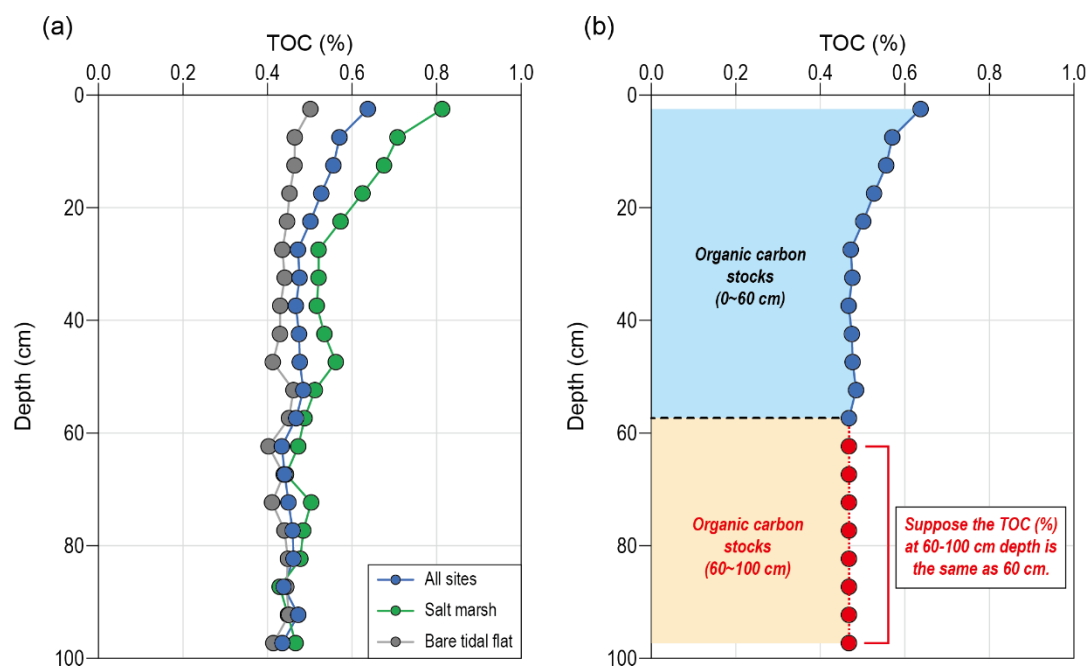 (a)
TOC (%)
0.0 0.2 0.4 0.6 0.8 1.0
0
20
40
60
80
100
Depth (cm)
All sites
Salt marsh
Bare tidal flat
(b)
TOC (%)
0.0 0.2 0.4 0.6 0.8 1.0
0
20
40
60
80
100
Depth (cm)
Organic carbon
stocks
(0~60 cm)
Organic carbon
stocks
(60~100 cm)
Suppose the TOC (%)
at 60-100 cm depth is
the same as 60 cm.